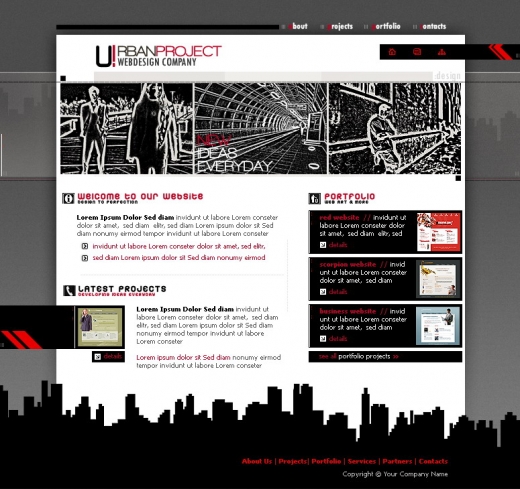 About Projects Portfolio Contacts
U!RBANPROJECT
WEBDESIGN COMPANY
design
NEW
IDEAS
EVERYDAY
WELCOME TO OUR WEBSITE
DESIGN TO PERFECTION
Lorem Ipsum Dolor Sed diam invidunt ut labore Lorem conseter
dolor sit amet, sed diam elitr, sed diam Lorem ipsum dolor sed diam
nonumy eirmod tempor invidunt ut labore Lorem conseter
invidunt ut labore Lorem conseter dolor sit amet, sed elitr,
sed diam Lorem ipsum dolor sit Sed diam nonumy eirmod
LATEST PROJECTS
DEVELOPING IDEAS EVERYDAY
Lorem Ipsum Dolor Sed diam invidunt ut
labore Lorem conseter dolor sit amet, sed diam
elitr, sed diam Lorem ipsum dolor sed diam
nonumy eirmod tempor invidunt ut labore
Lorem conseter
details
Lorem ipsum dolor sit Sed diam nonumy eirmod
tempor invidunt ut labore Lorem conseter
PORTFOLIO
WEB ART & MORE
red website // invidunt
ut labore Lorem conseter
dolor sit amet, sed diam elitr, sed
details
scorpion website // invid
unt ut labore Lorem conseter
dolor sit amet, sed diam
details
business website // invid
unt ut labore Lorem conseter
dolor sit amet, sed diam
details
see all portfolio projects >>
About Us | Projects | Portfolio | Services | Partners | Contacts
Copyright © Your Company Name